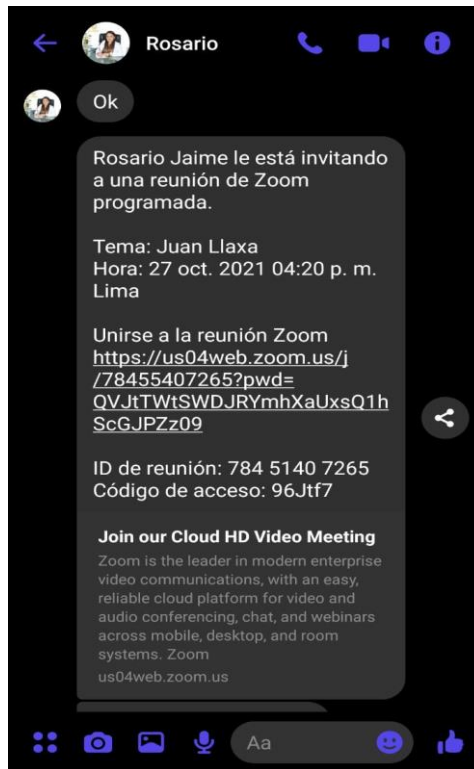 Rosario
Ok
Rosario Jaime le está invitando
a una reunión de Zoom
programada.
Tema: Juan Llaxa
Hora: 27 oct. 2021 04:20 p. m.
Lima
Unirse a la reunión Zoom
https://us04web.zoom.us/j
/78455407265?pwd=
QVJtTWtSWDJRYmhXaUxsQ1h
ScGJPZz09
ID de reunión: 784 5140 7265
Código de acceso: 96Jtf7
Join our Cloud HD Video Meeting
Zoom is the leader in modern enterprise
video communications, with an easy,
reliable cloud platform for video and
audio conferencing, chat, and webinars
across mobile, desktop, and room
systems. Zoom
us04web.zoom.us
Aa